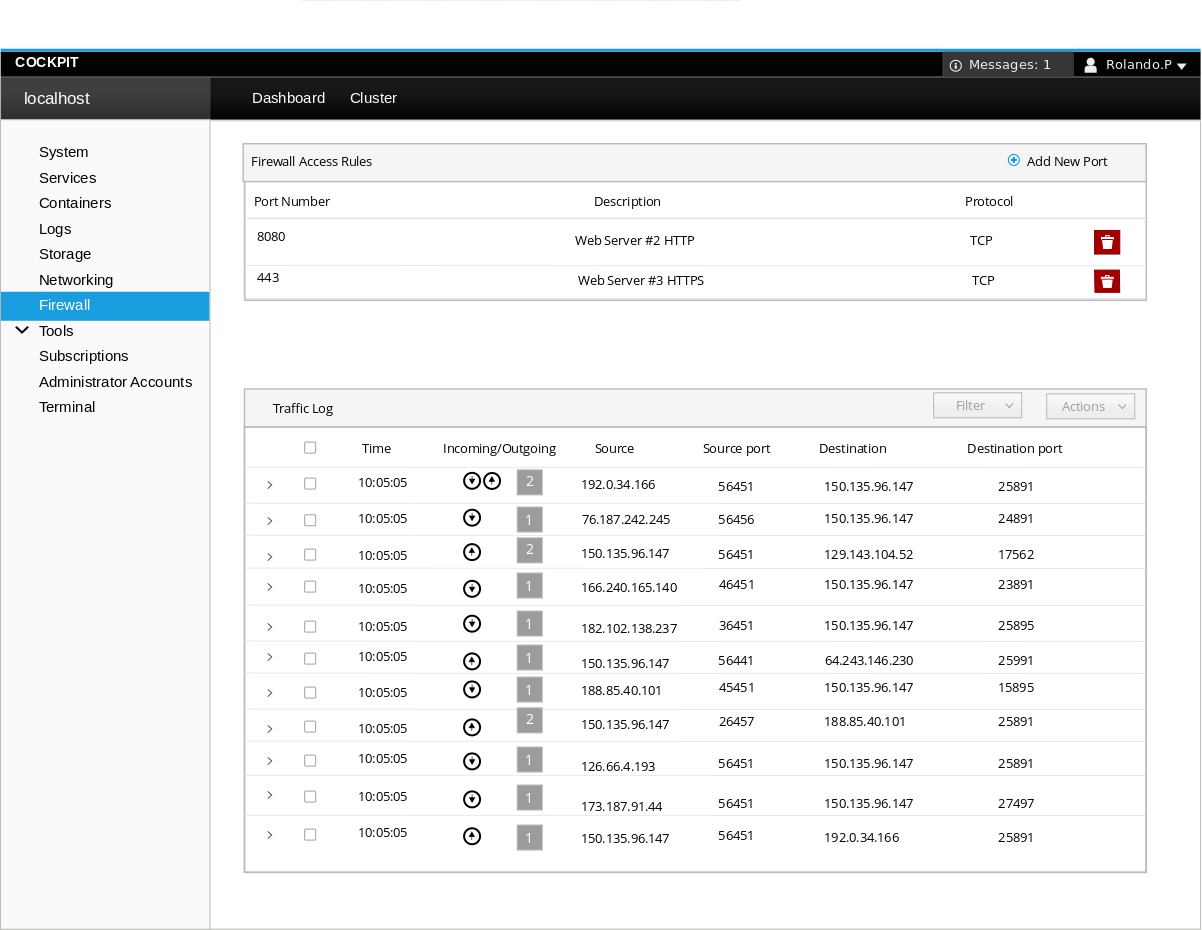 COCKPIT
Messages: 1 Rolando.P
localhost Dashboard Cluster
System
Services
Containers
Logs
Storage
Networking
Firewall
Tools
Subscriptions
Administrator Accounts
Terminal
Firewall Access Rules Add New Port
Port Number Description Protocol
8080 Web Server #2 HTTP TCP
443 Web Server #3 HTTPS TCP
Traffic Log Filter Actions
Time Incoming/Outgoing Source Source port Destination Destination port
10:05:05 2 192.0.34.166 56451 150.135.96.147 25891
10:05:05 1 76.187.242.245 56456 150.135.96.147 24891
10:05:05 2 150.135.96.147 56451 129.143.104.52 17562
10:05:05 1 166.240.165.140 46451 150.135.96.147 23891
10:05:05 1 182.102.138.237 36451 150.135.96.147 25895
10:05:05 1 150.135.96.147 56441 64.243.146.230 25991
10:05:05 1 188.85.40.101 45451 150.135.96.147 15895
10:05:05 2 150.135.96.147 26457 188.85.40.101 25891
10:05:05 1 126.66.4.193 56451 150.135.96.147 25891
10:05:05 1 173.187.91.44 56451 150.135.96.147 27497
10:05:05 1 150.135.96.147 56451 192.0.34.166 25891